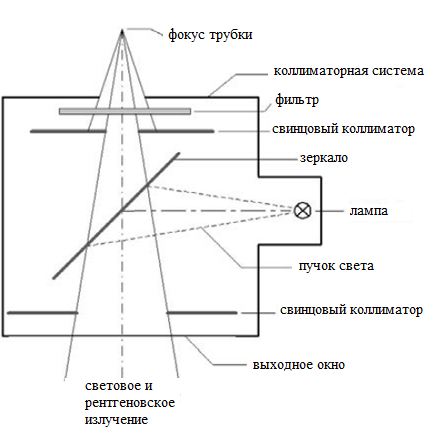 фокус трубки
коллиматорная система
фильтр
свинцовый коллиматор
зеркало
лампа
пучок света
свинцовый коллиматор
выходное окно
световое и
рентгеновское
излучение